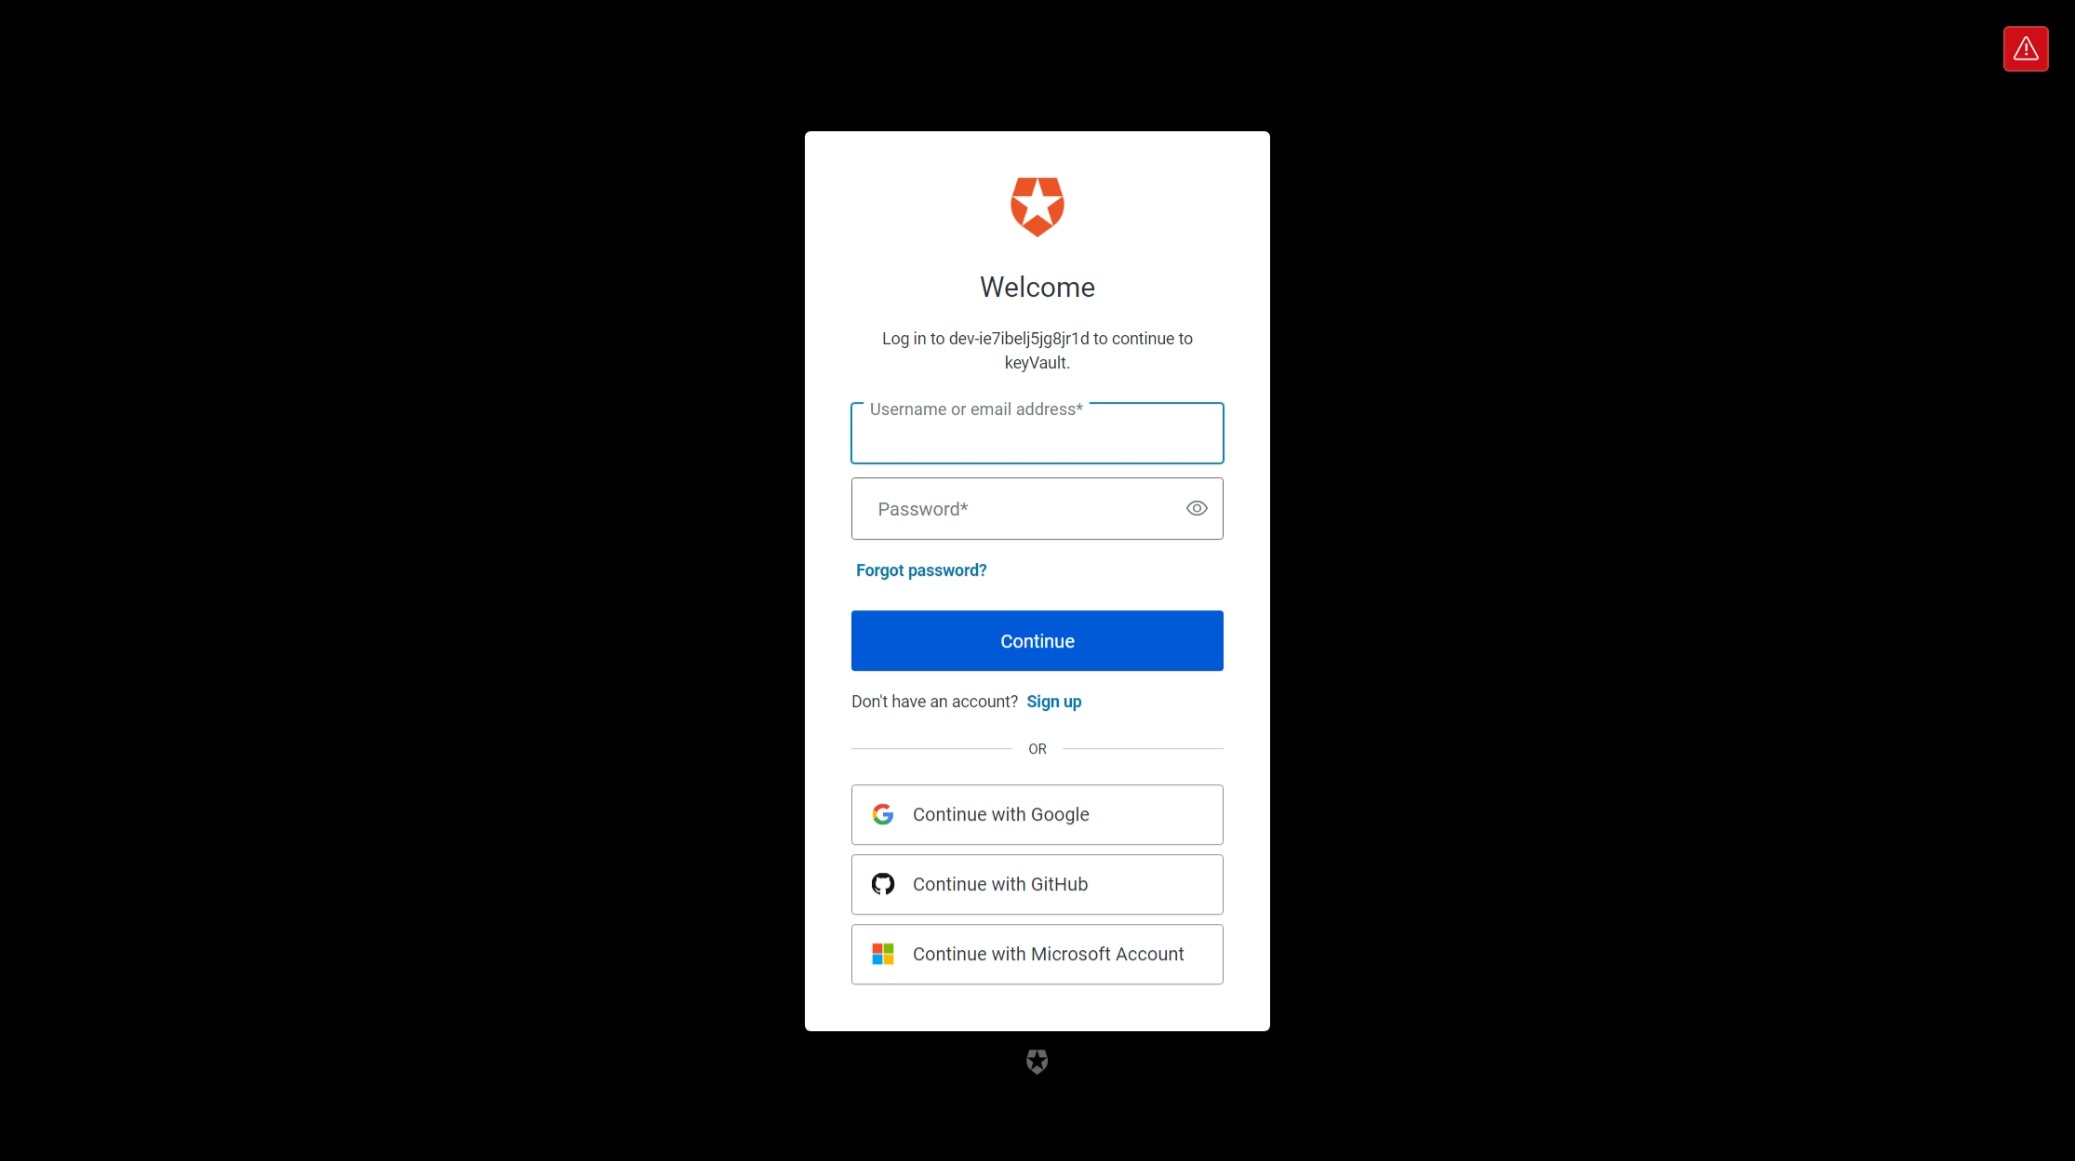 Welcome
Log in to dev-ie7ibelj5jg8jr1d to continue to
keyVault.
Username or email address*
Password*
Forgot password?
Continue
Don't have an account? Sign up
OR
Continue with Google
Continue with GitHub
Continue with Microsoft Account